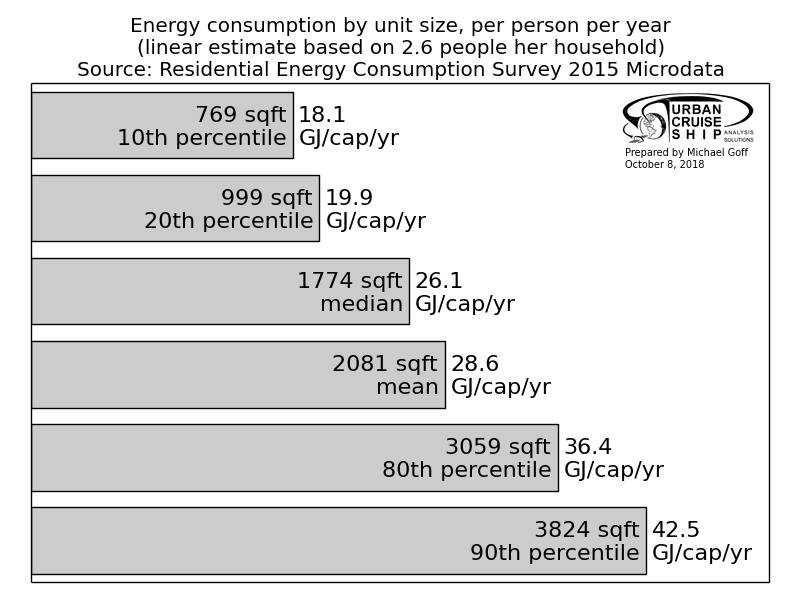 Energy consumption by unit size, per person per year
(linear estimate based on 2.6 people her household)
Source: Residential Energy Consumption Survey 2015 Microdata
769 sqft 18.1
10th percentile GJ/cap/yr
URBAN
CRUISE
SHIP ANALYSIS
SOLUTIONS
Prepared by Michael Goff
October 8, 2018
999 sqft 19.9
20th percentile GJ/cap/yr
1774 sqft 26.1
median GJ/cap/yr
2081 sqft 28.6
mean GJ/cap/yr
3059 sqft 36.4
80th percentile GJ/cap/yr
3824 sqft 42.5
90th percentile GJ/cap/yr